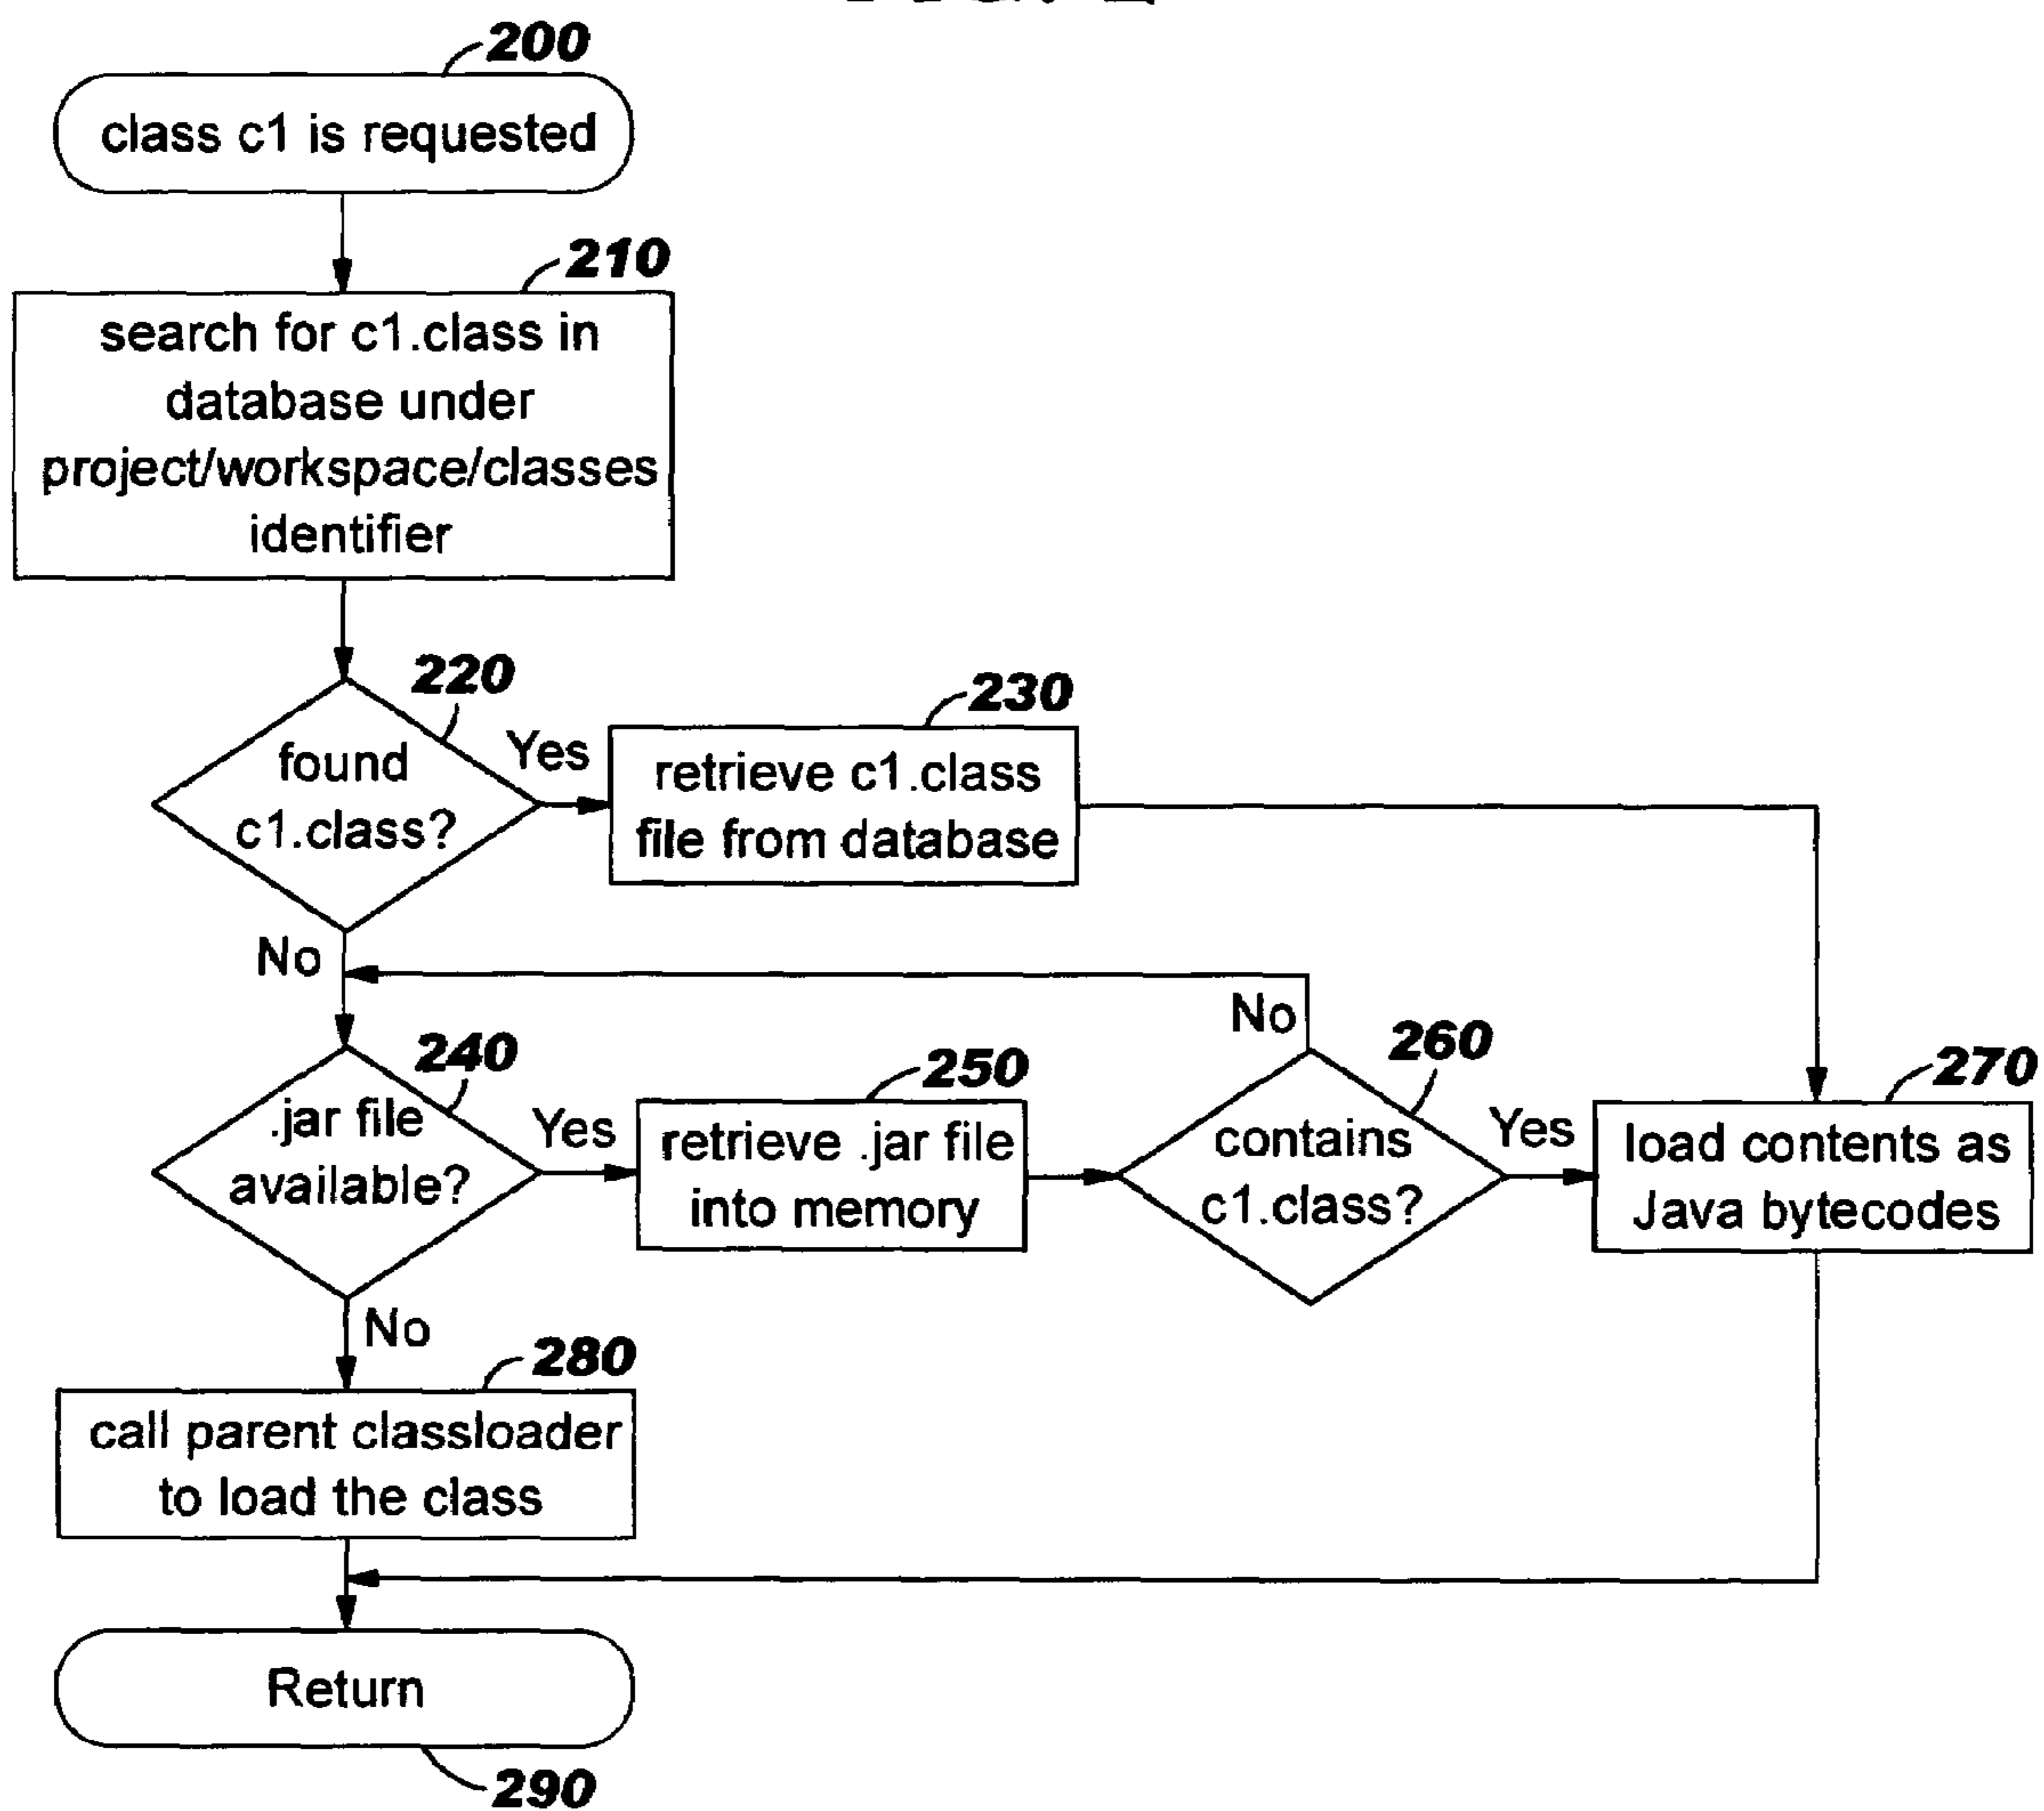 200
class c1 is requested
210
search for c1.class in
database under
project/workspace/classes
identifier
220
found
c1.class?
Yes
230
retrieve c1.class
file from database
No
240
.jar file
available?
Yes
250
retrieve .jar file
into memory
No
260
contains
c1.class?
Yes
270
load contents as
Java bytecodes
No
280
call parent classloader
to load the class
Return
290